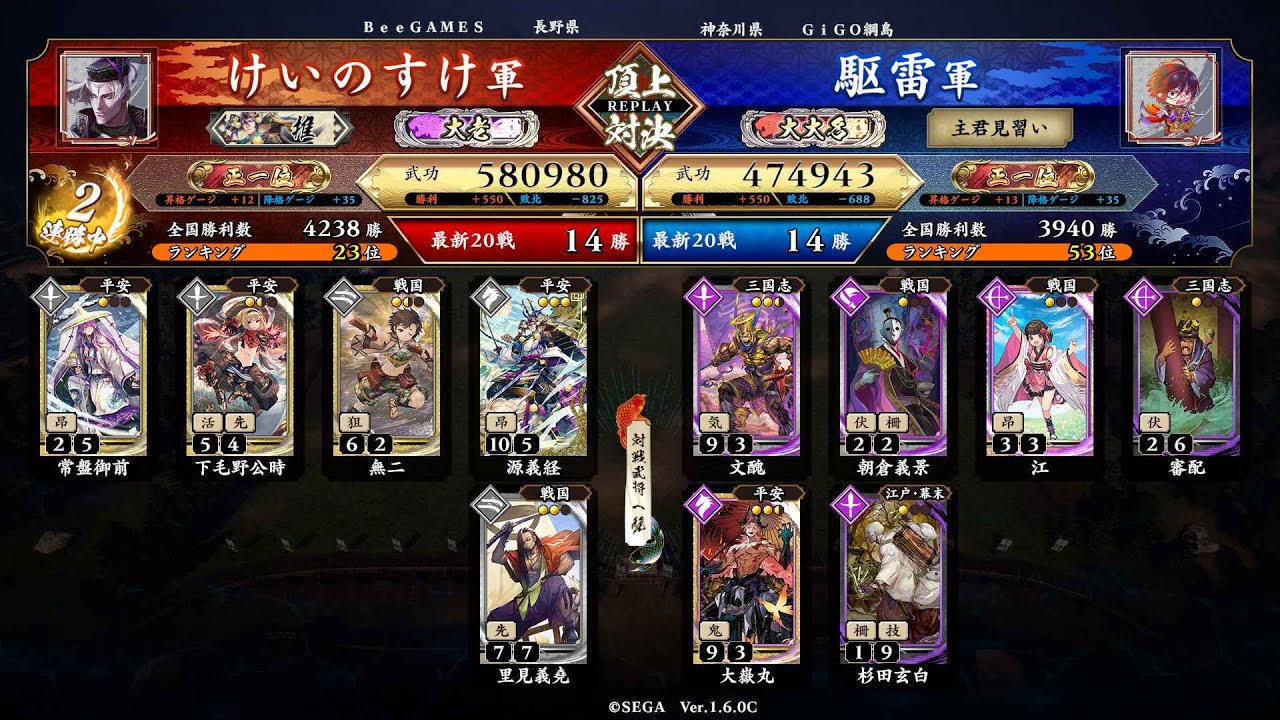 BeeGAMES 長野県
神奈川県 GiGO綱島
けいのすけ軍
頂上
REPLAY
対決
駆雷軍
推
大老
大大名
主君見習い
正一位
武功 580980
武功 474943
正一位
昇格ゲージ +12 降格ゲージ +35
勝利 +550 敗北 -825
勝利 +550 敗北 -688
昇格ゲージ +13 降格ゲージ +35
2
連勝中
全国勝利数 4238勝
ランキング 23位
最新20戦 14勝
最新20戦 14勝
全国勝利数 3940勝
ランキング 53位
平安
平安
戦国
平安
三国志
戦国
戦国
三国志
昂
活 先
狙
昂
気
伏 柵
昂
伏
2 5
5 4
6 2
10 5
9 3
2 2
3 3
2 6
常盤御前
下毛野公時
無二
源義経
文醜
朝倉義景
江
審配
対戦武将一覧
戦国
平安
江戸・幕末
先
鬼
柵 技
7 7
9 3
1 9
里見義堯
大嶽丸
杉田玄白
©SEGA Ver.1.6.0C